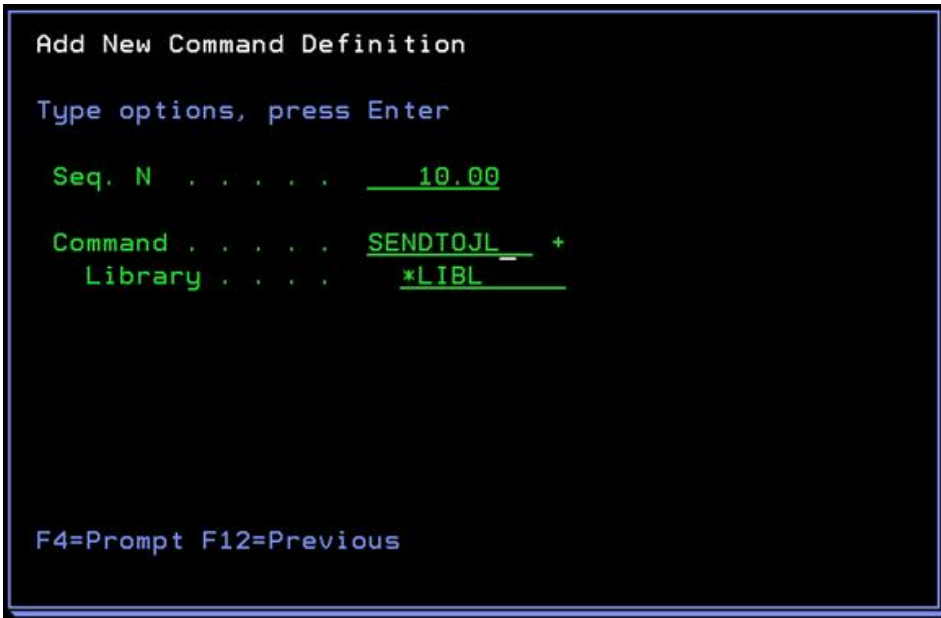 Add New Command Definition
Type options, press Enter
Seq. N . . . . . 10.00
Command . . . . . SENDTOJL +
Library . . . . *LIBL
F4=Prompt F12=Previous